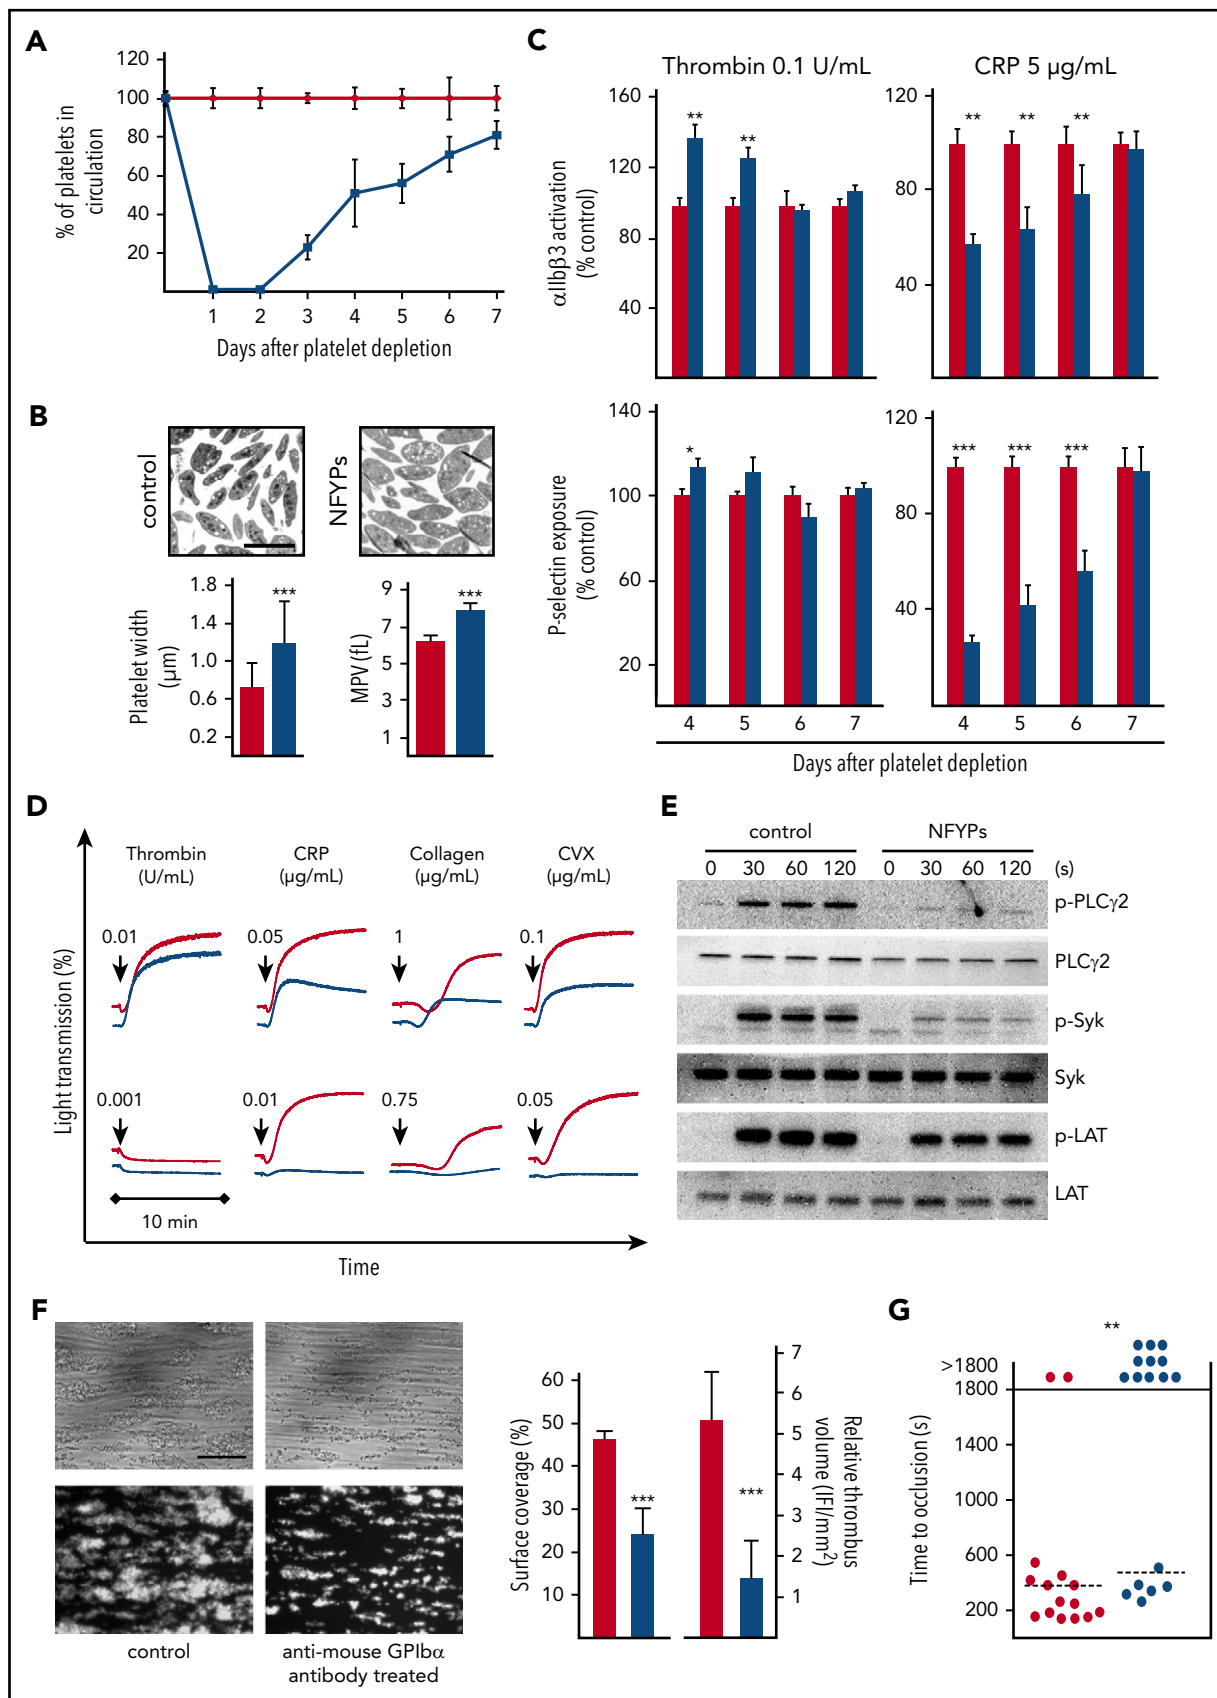 A
120
100
80
60
40
20
% of platelets in
circulation
1 2 3 4 5 6 7
Days after platelet depletion
B
control
NFYPs
1.8
1.4
1.0
0.6
0.2
Platelet width
(µm)
***
9
7
5
3
1
MPV (fL)
***
C
Thrombin 0.1 U/mL
CRP 5 µg/mL
160
120
80
40
αIIbβ3 activation
(% control)
** **
120
80
40
** ** **
140
100
60
20
P-selectin exposure
(% control)
*
120
80
40
*** *** ***
4 5 6 7
4 5 6 7
Days after platelet depletion
D
Light transmission (%)
Thrombin
(U/mL)
CRP
(µg/mL)
Collagen
(µg/mL)
CVX
(µg/mL)
0.01 0.05 1 0.1
0.001 0.01 0.75 0.05
10 min
Time
E
control NFYPs
0 30 60 120 0 30 60 120 (s)
p-PLCγ2
PLCγ2
p-Syk
Syk
p-LAT
LAT
F
control
anti-mouse GPIbα
antibody treated
60
50
40
30
20
10
Surface coverage (%)
***
***
7
6
5
4
3
2
1
Relative thrombus
volume (IFI/mm²)
G
**
>1800
1800
1400
1000
600
200
Time to occlusion (s)